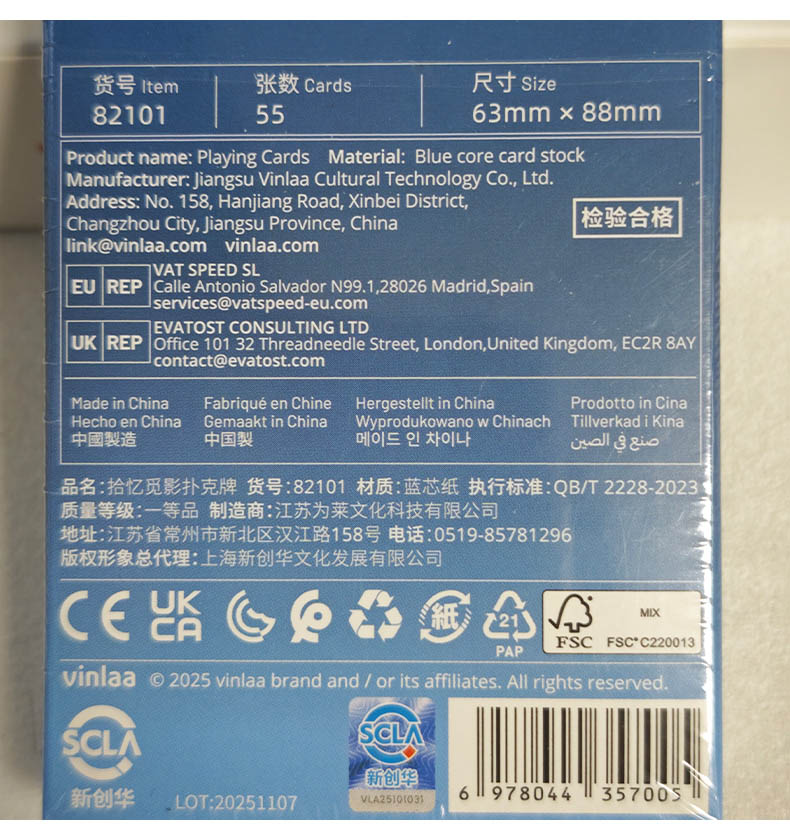 货号 Item 张数 Cards 尺寸 Size
82101 55 63mm × 88mm
Product name: Playing Cards Material: Blue core card stock
Manufacturer: Jiangsu Vinlaa Cultural Technology Co., Ltd.
Address: No. 158, Hanjiang Road, Xinbei District,
Changzhou City, Jiangsu Province, China
link@vinlaa.com vinlaa.com
检验合格
EU REP
VAT SPEED SL
Calle Antonio Salvador N99.1,28026 Madrid,Spain
services@vatspeed-eu.com
UK REP
EVATOST CONSULTING LTD
Office 101 32 Threadneedle Street, London,United Kingdom, EC2R 8AY
contact@evatost.com
Made in China Fabriqué en Chine Hergestellt in China Prodotto in Cina
Hecho en China Gemaakt in China Wyprodukowano w Chinach Tillverkad i Kina
中國製造 中国製 메이드 인 차이나 صنع في الصين
品名:拾忆觅影扑克牌 货号:82101 材质:蓝芯纸 执行标准:QB/T 2228-2023
质量等级:一等品 制造商:江苏为莱文化科技有限公司
地址:江苏省常州市新北区汉江路158号 电话:0519-85781296
版权形象总代理:上海新创华文化发展有限公司
CE UK CA 紙 21 PAP FSC MIX FSC® C220013
vinlaa © 2025 vinlaa brand and / or its affiliates. All rights reserved.
SCLA
新创华
LOT:20251107
SCLA
新创华
VLA25101031
6 978044 357005